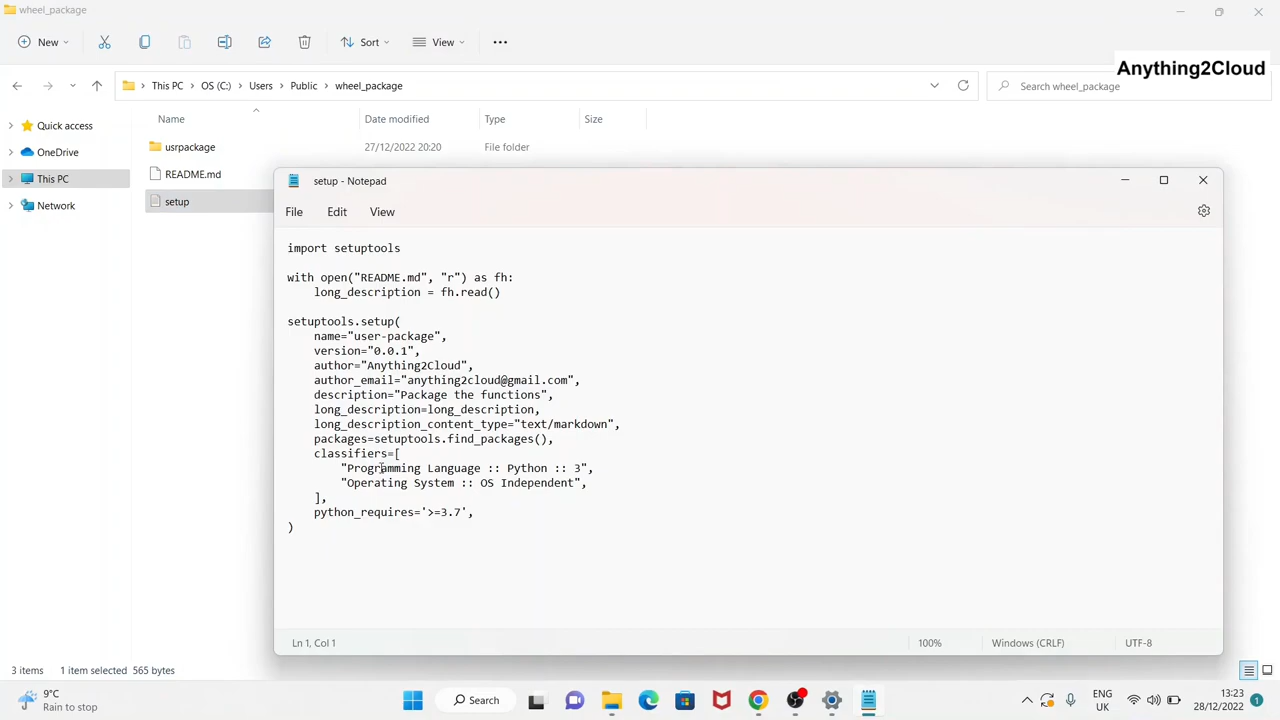 wheel_package
New
Sort
View
Anything2Cloud
This PC
OS (C:)
Users
Public
wheel_package
Search wheel_package
Name
Date modified
Type
Size
Quick access
OneDrive
This PC
Network
usrpackage
27/12/2022 20:20
File folder
README.md
setup
setup - Notepad
File
Edit
View
import setuptools
with open("README.md", "r") as fh:
    long_description = fh.read()
setuptools.setup(
    name="user-package",
    version="0.0.1",
    author="Anything2Cloud",
    author_email="anything2cloud@gmail.com",
    description="Package the functions",
    long_description=long_description,
    long_description_content_type="text/markdown",
    packages=setuptools.find_packages(),
    classifiers=[
        "Programming Language :: Python :: 3",
        "Operating System :: OS Independent",
    ],
    python_requires='>=3.7',
)
Ln 1, Col 1
100%
Windows (CRLF)
UTF-8
3 items
1 item selected
565 bytes
9°C
Rain to stop
Search
ENG
UK
13:23
28/12/2022
1